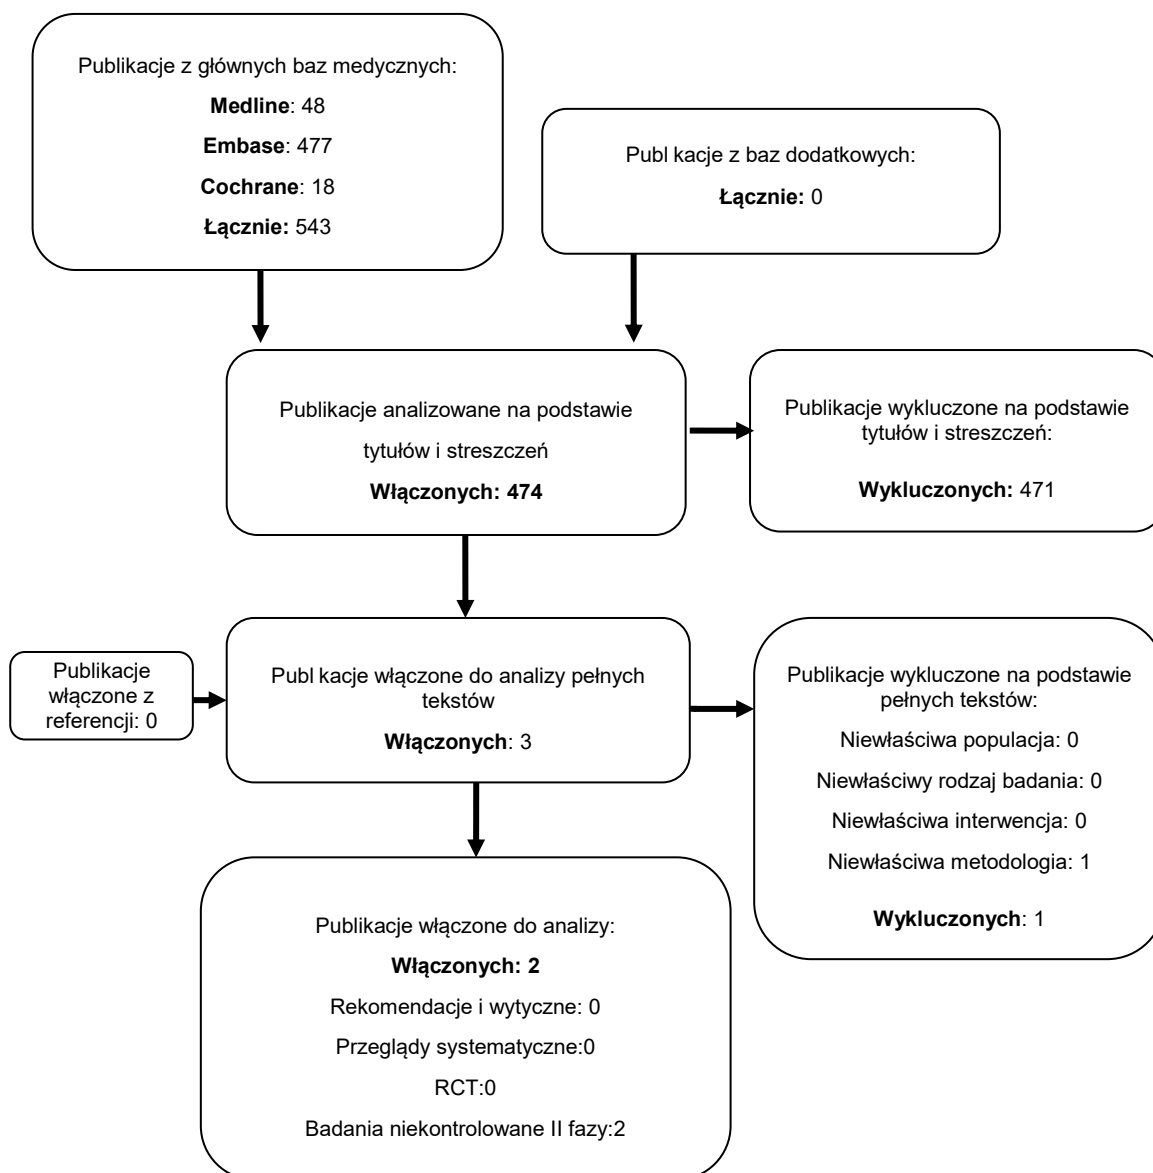 Publikacje z głównych baz medycznych:
Medline: 48
Embase: 477
Cochrane: 18
Łącznie: 543
Publ kacje z baz dodatkowych:
Łącznie: 0
Publikacje analizowane na podstawie
tytułów i streszczeń
Włączonych: 474
Publikacje wykluczone na podstawie
tytułów i streszczeń:
Wykluczonych: 471
Publikacje
włączone z
referencji: 0
Publ kacje włączone do analizy pełnych
tekstów
Włączonych: 3
Publikacje wykluczone na podstawie
pełnych tekstów:
Niewłaściwa populacja: 0
Niewłaściwy rodzaj badania: 0
Niewłaściwa interwencja: 0
Niewłaściwa metodologia: 1
Wykluczonych: 1
Publikacje włączone do analizy:
Włączonych: 2
Rekomendacje i wytyczne: 0
Przeglądy systematyczne:0
RCT:0
Badania niekontrolowane II fazy:2